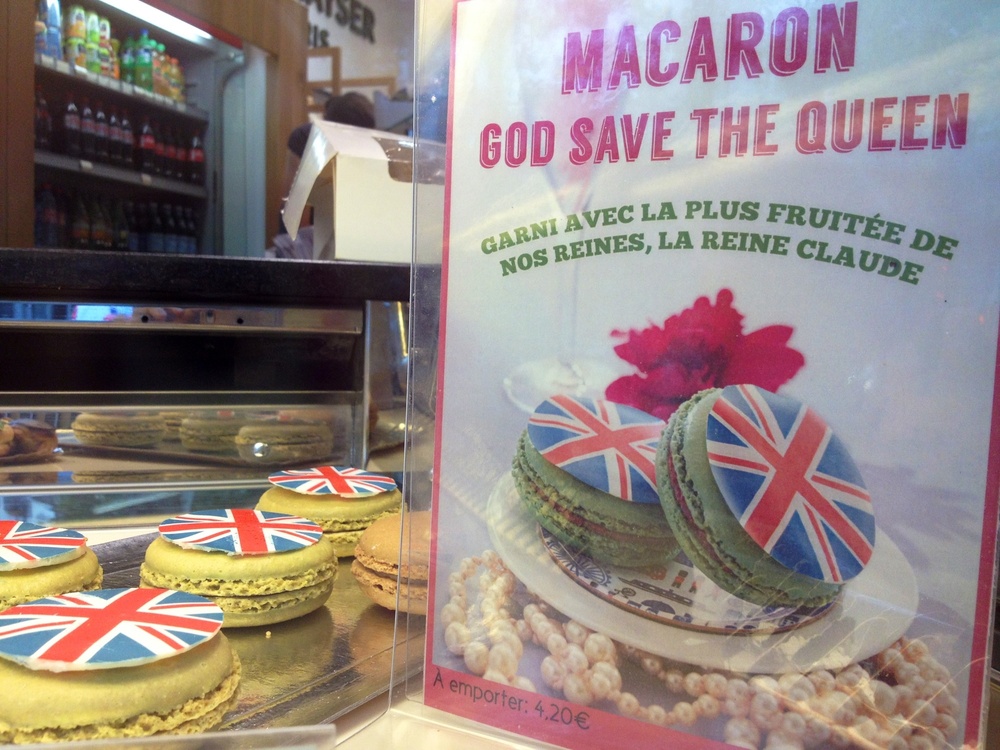 MACARON
GOD SAVE THE QUEEN
GARNI AVEC LA PLUS FRUITÉE DE
NOS REINES, LA REINE CLAUDE
A emporter: 4,20€